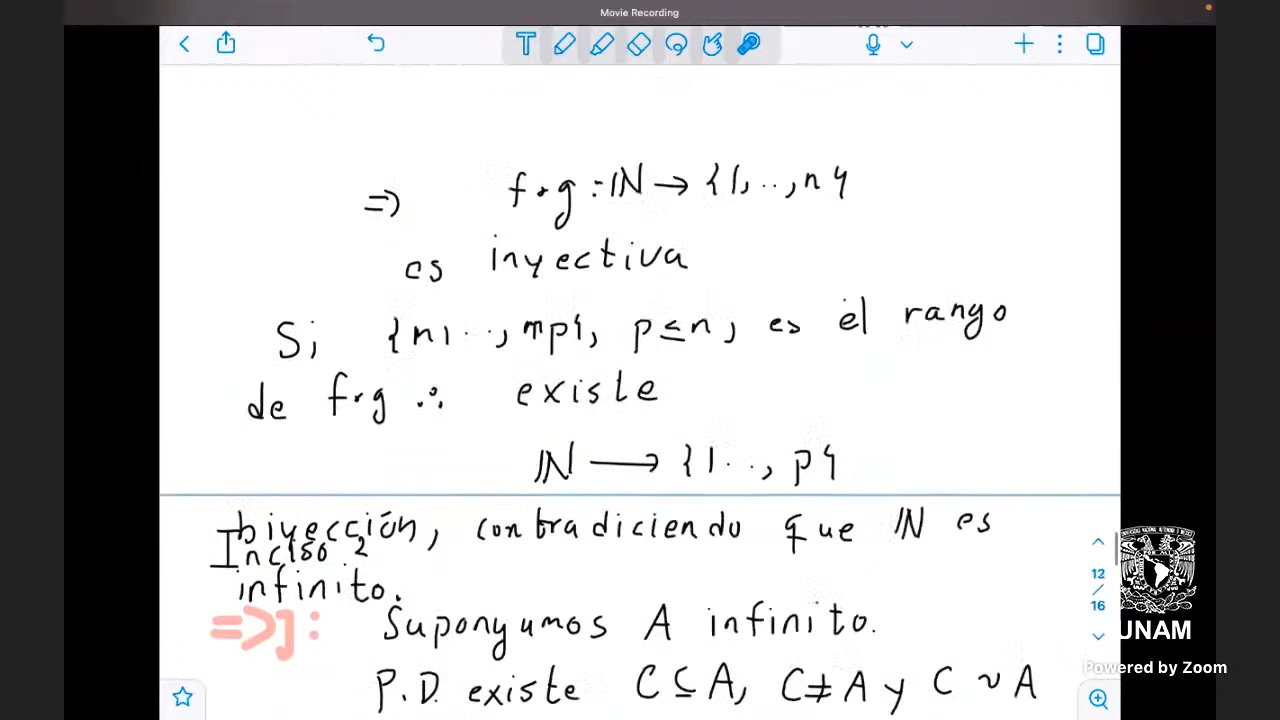 Movie Recording
T
=> f∘g : ℕ → {1, .., n}
es inyectiva
Si {n1 .., mp}, p ≤ n, es el rango
de f∘g ∴ existe
ℕ → {1 .., p}
biyección, contradiciendo que ℕ es
Inciso 2
infinito.
=>]: Supongamos A infinito.
P.D. existe C ⊆ A, C ≠ A y C ~ A
12
/
16
UNAM
Powered by Zoom